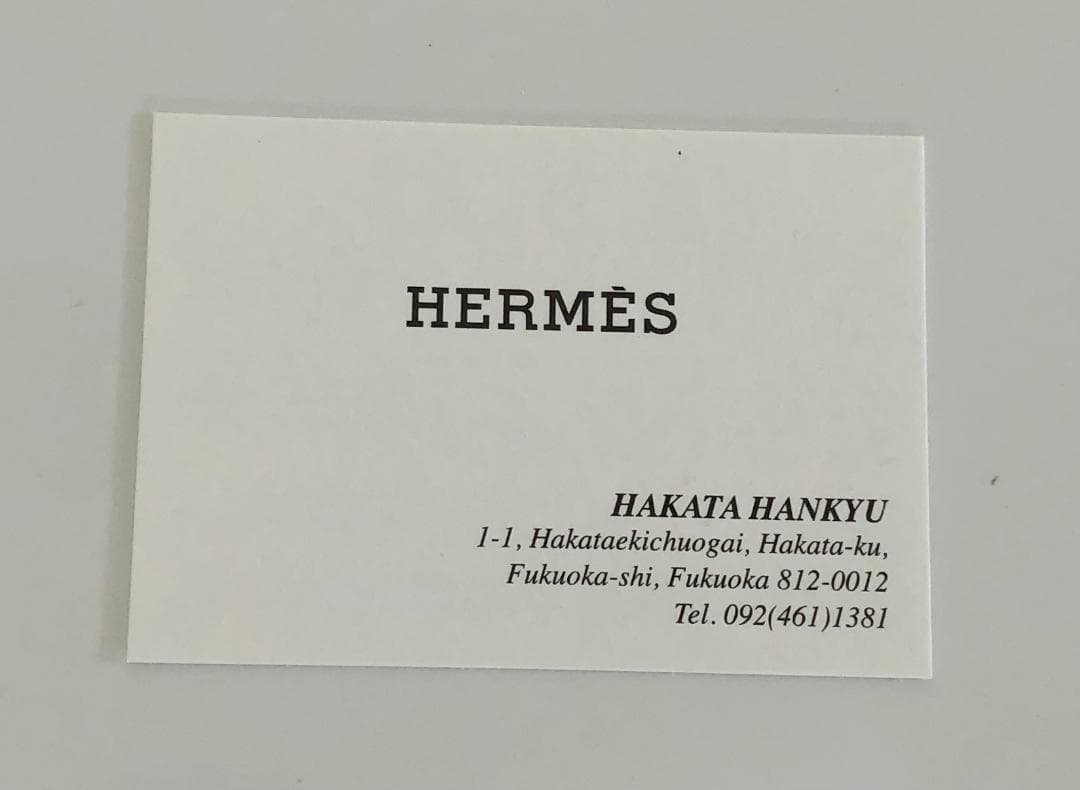 HERMÈS
HAKATA HANKYU
1-1, Hakataekichuogai, Hakata-ku,
Fukuoka-shi, Fukuoka 812-0012
Tel. 092(461)1381